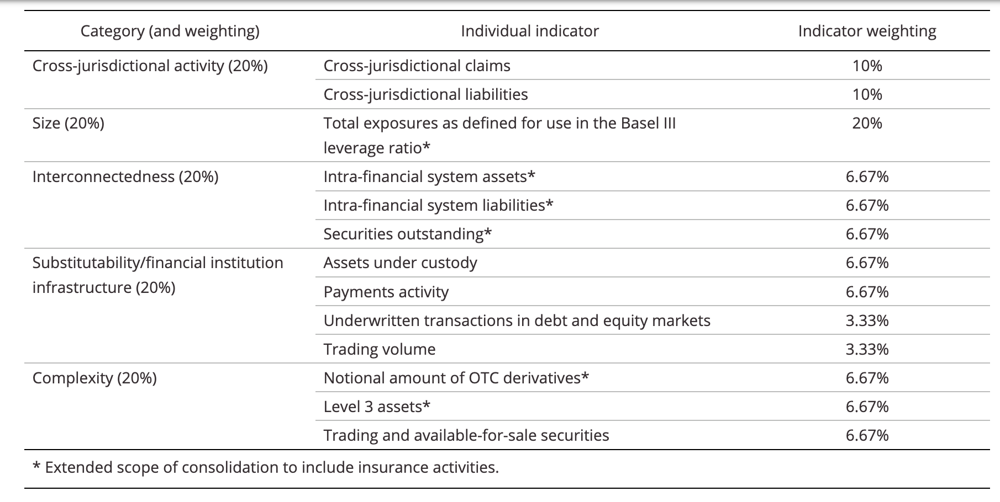 Category (and weighting) Individual indicator Indicator weighting
Cross-jurisdictional activity (20%) Cross-jurisdictional claims 10%
Cross-jurisdictional liabilities 10%
Size (20%) Total exposures as defined for use in the Basel III 20%
leverage ratio*
Interconnectedness (20%) Intra-financial system assets* 6.67%
Intra-financial system liabilities* 6.67%
Securities outstanding* 6.67%
Substitutability/financial institution Assets under custody 6.67%
infrastructure (20%) Payments activity 6.67%
Underwritten transactions in debt and equity markets 3.33%
Trading volume 3.33%
Complexity (20%) Notional amount of OTC derivatives* 6.67%
Level 3 assets* 6.67%
Trading and available-for-sale securities 6.67%
* Extended scope of consolidation to include insurance activities.